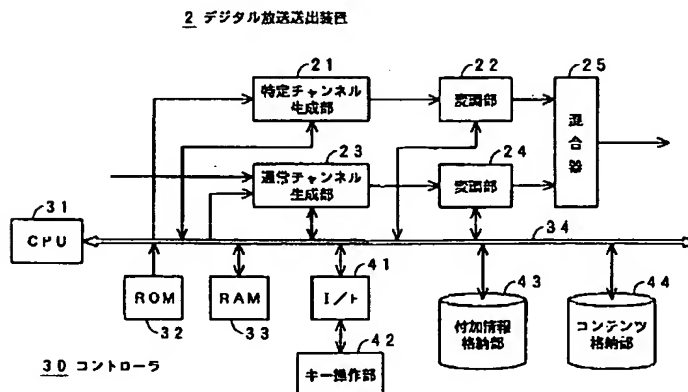 2 デジタル放送送出装置
21
22
25
特定チャンネル
生成部
変調部
混
合
器
23
24
通常チャンネル
生成部
変調部
31
CPU
34
ROM
32
RAM
33
41
I/F
43
付加情報
格納部
44
コンテンツ
格納部
42
キー操作部
30 コントローラ